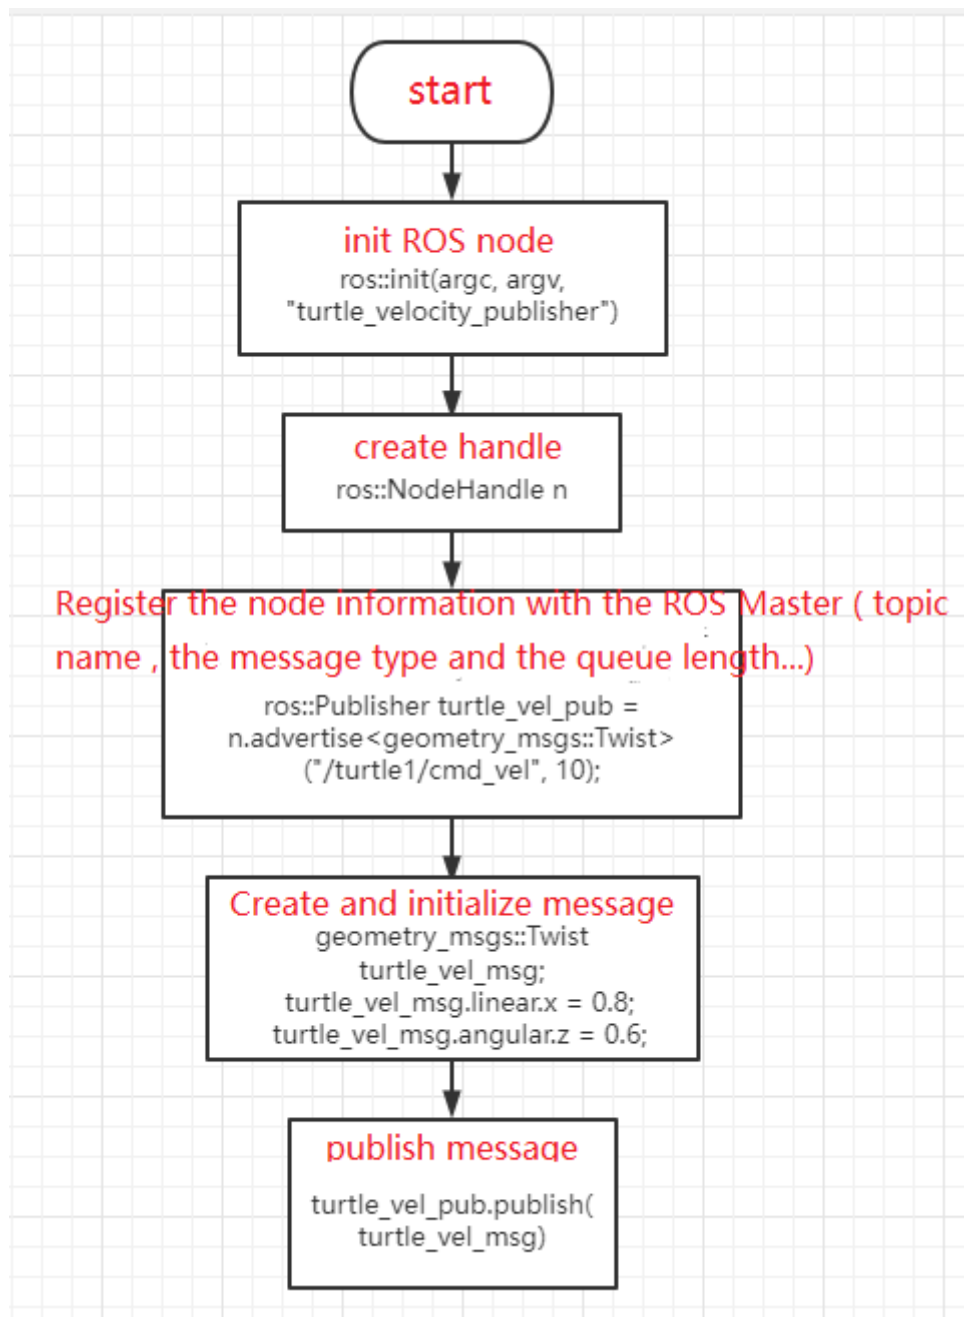 start
init ROS node
ros::init(argc, argv,
"turtle_velocity_publisher")
create handle
ros::NodeHandle n
Register the node information with the ROS Master ( topic
name , the message type and the queue length...)
ros::Publisher turtle_vel_pub =
n.advertise<geometry_msgs::Twist>
("/turtle1/cmd_vel", 10);
Create and initialize message
geometry_msgs::Twist
turtle_vel_msg;
turtle_vel_msg.linear.x = 0.8;
turtle_vel_msg.angular.z = 0.6;
publish message
turtle_vel_pub.publish(
turtle_vel_msg)